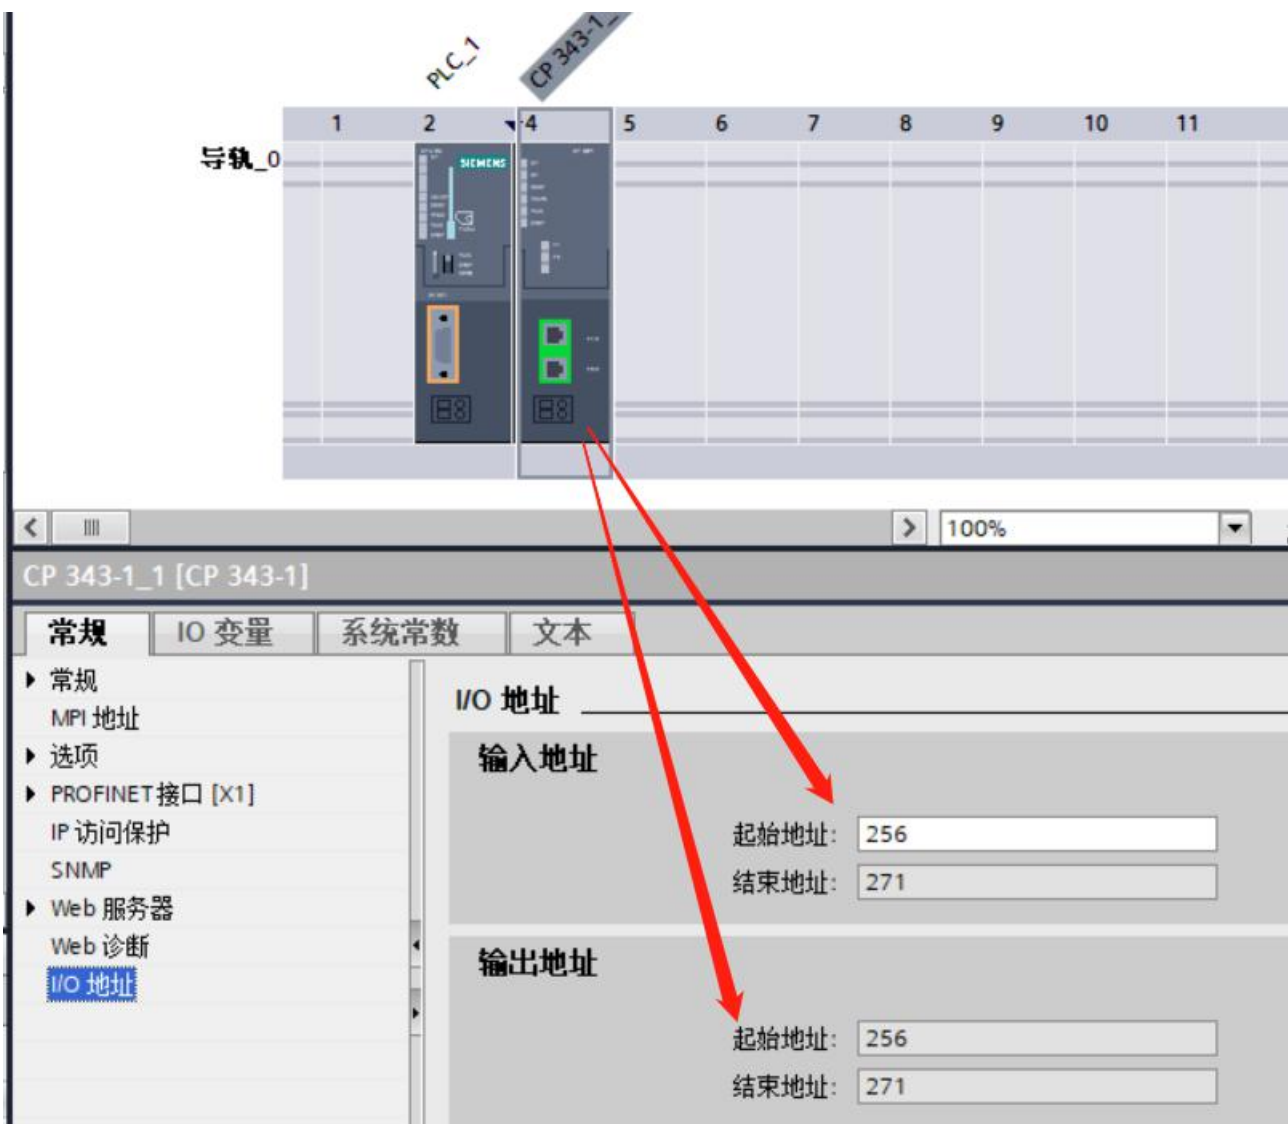 PLC_1
CP 343-1_
1 2 4 5 6 7 8 9 10 11
导轨_0
SIEMENS
100%
CP 343-1_1 [CP 343-1]
常规 IO 变量 系统常数 文本
常规
MPI 地址
选项
PROFINET接口 [X1]
IP 访问保护
SNMP
Web 服务器
Web 诊断
I/O 地址
I/O 地址
输入地址
起始地址: 256
结束地址: 271
输出地址
起始地址: 256
结束地址: 271